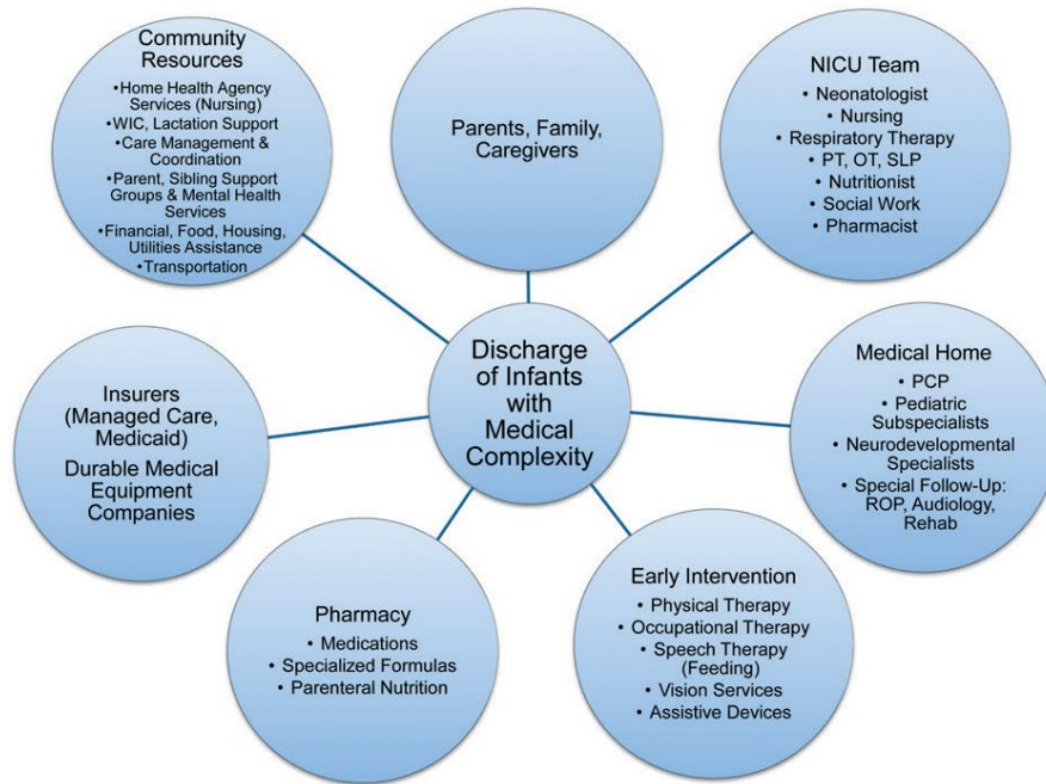 Community
Resources
•Home Health Agency
Services (Nursing)
•WIC, Lactation Support
•Care Management &
Coordination
•Parent, Sibling Support
Groups & Mental Health
Services
•Financial, Food, Housing,
Utilities Assistance
•Transportation
Parents, Family,
Caregivers
NICU Team
• Neonatologist
• Nursing
• Respiratory Therapy
• PT, OT, SLP
• Nutritionist
• Social Work
• Pharmacist
Discharge
of Infants
with
Medical
Complexity
Insurers
(Managed Care,
Medicaid)
Durable Medical
Equipment
Companies
Medical Home
• PCP
• Pediatric
Subspecialists
• Neurodevelopmental
Specialists
• Special Follow-Up:
ROP, Audiology,
Rehab
Pharmacy
• Medications
• Specialized Formulas
• Parenteral Nutrition
Early Intervention
• Physical Therapy
• Occupational Therapy
• Speech Therapy
(Feeding)
• Vision Services
• Assistive Devices